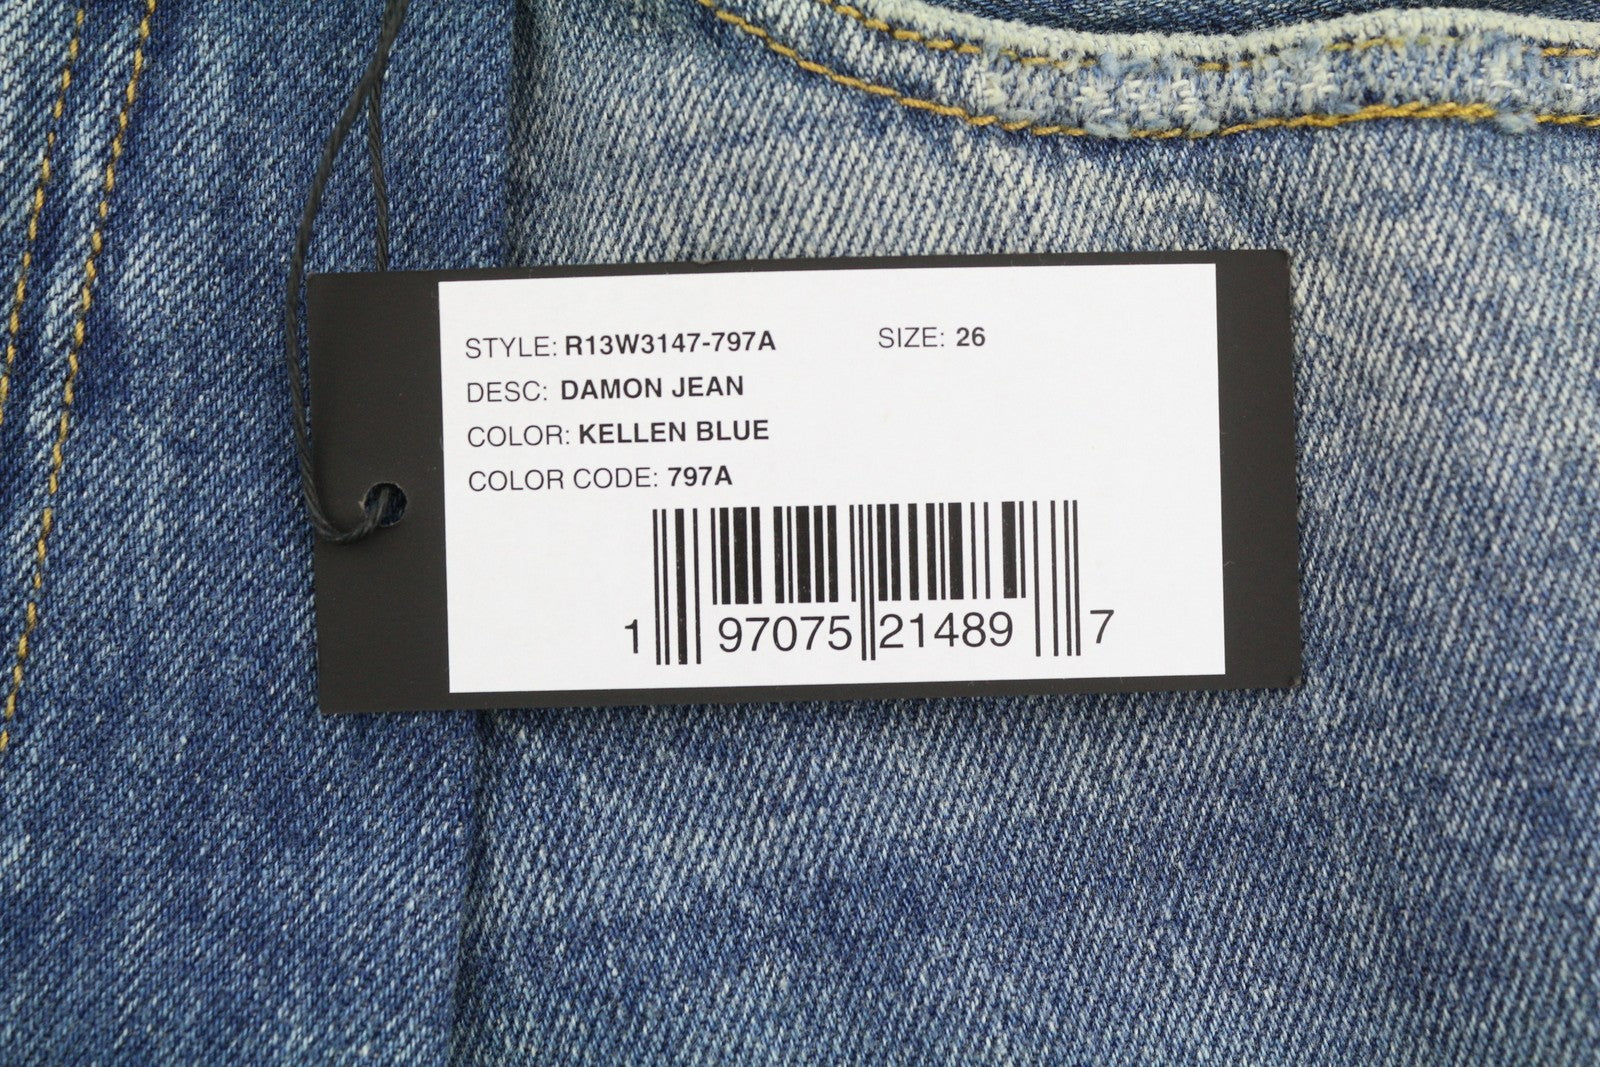 STYLE: R13W3147-797A SIZE: 26
DESC: DAMON JEAN
COLOR: KELLEN BLUE
COLOR CODE: 797A
1 97075 21489 7